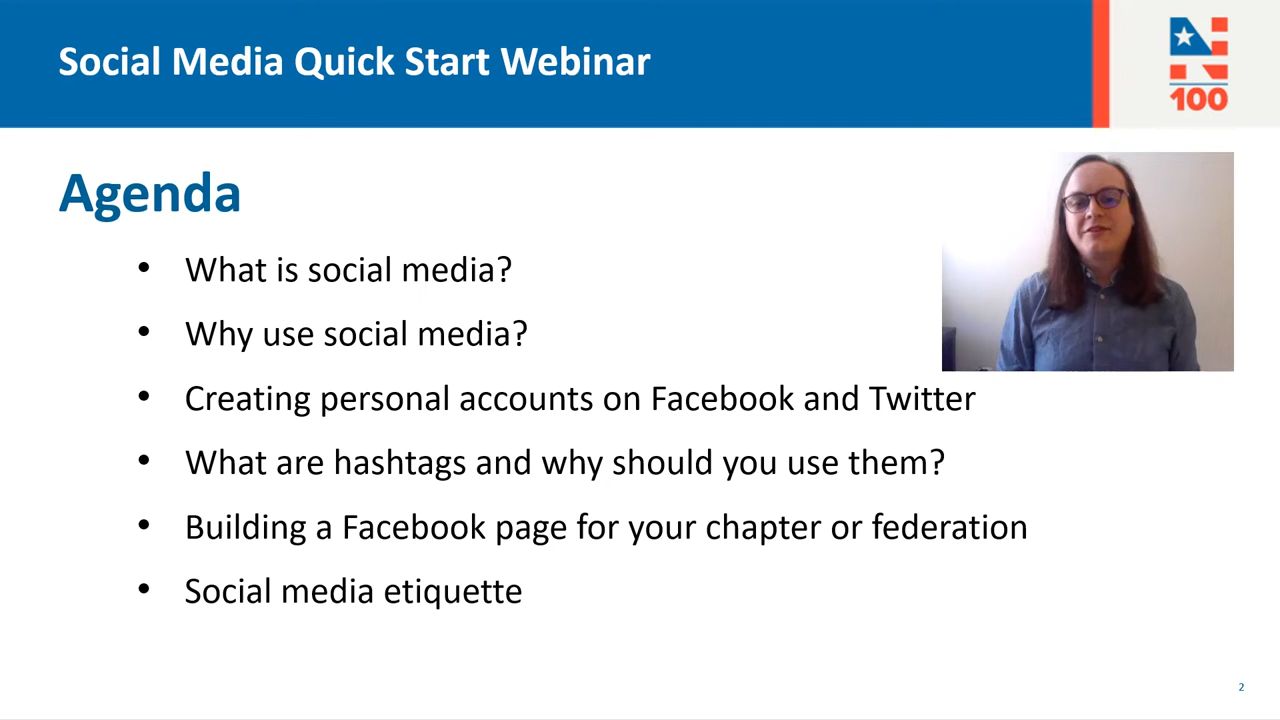 Social Media Quick Start Webinar
100
Agenda
• What is social media?
• Why use social media?
• Creating personal accounts on Facebook and Twitter
• What are hashtags and why should you use them?
• Building a Facebook page for your chapter or federation
• Social media etiquette
2